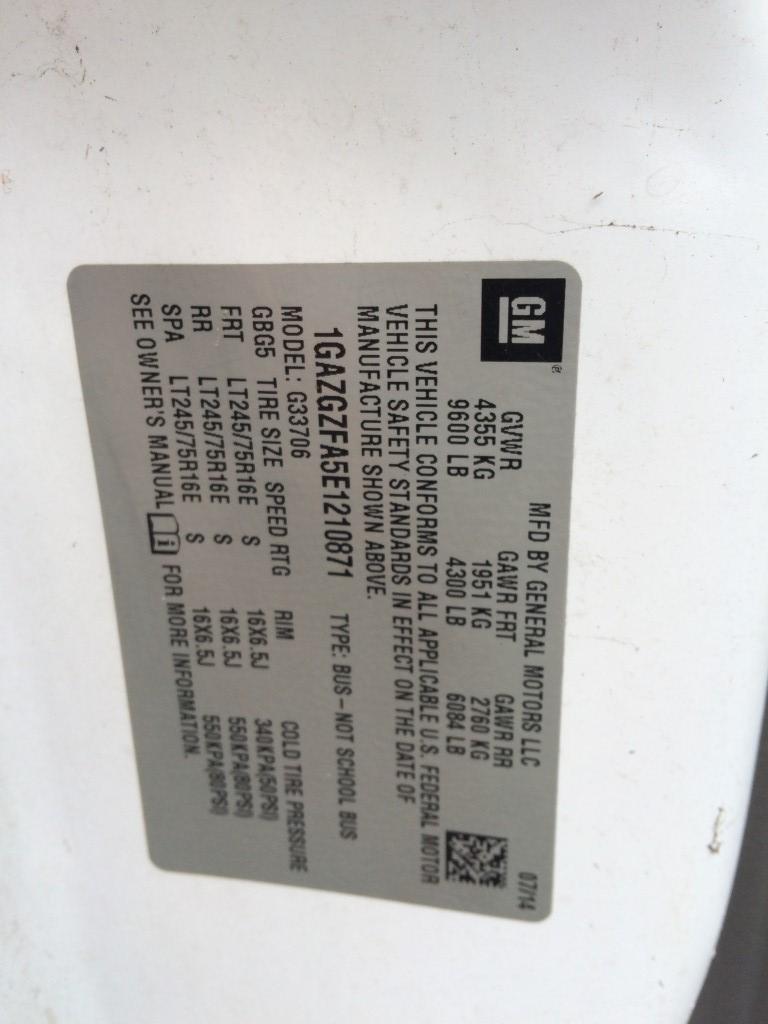 GM ®
MFD BY GENERAL MOTORS LLC 07/14
GVWR GAWR FRT GAWR RR
4355 KG 1951 KG 2760 KG
9600 LB 4300 LB 6084 LB
THIS VEHICLE CONFORMS TO ALL APPLICABLE U.S. FEDERAL MOTOR
VEHICLE SAFETY STANDARDS IN EFFECT ON THE DATE OF
MANUFACTURE SHOWN ABOVE.
1GAZGZFA5E1210871 TYPE: BUS-NOT SCHOOL BUS
MODEL: G33706
GBG5 TIRE SIZE SPEED RTG RIM COLD TIRE PRESSURE
FRT LT245/75R16E S 16X6.5J 340KPA(50PSI)
RR LT245/75R16E S 16X6.5J 550KPA(80PSI)
SPA LT245/75R16E S 16X6.5J 550KPA(80PSI)
SEE OWNER'S MANUAL FOR MORE INFORMATION.